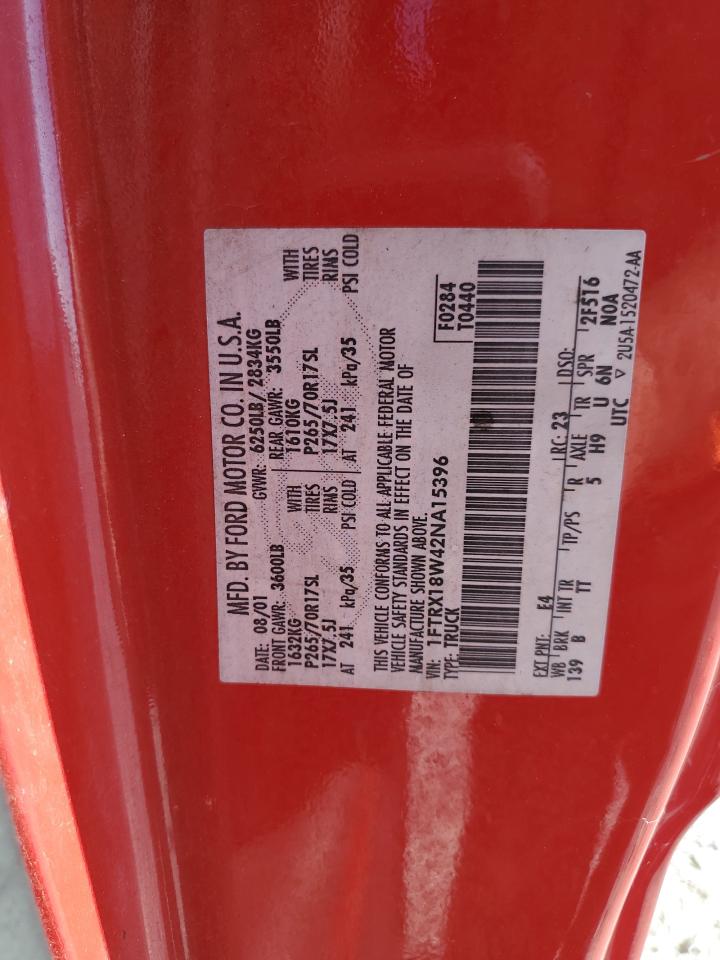 MFD. BY FORD MOTOR CO. IN U.S.A.
DATE: 08/01 GVWR: 6250LB/ 2834KG
FRONT GAWR: 3600LB REAR GAWR: 3550LB
1632KG WITH 1610KG WITH
P265/70R17SL TIRES P265/70R17SL TIRES
17X7.5J RIMS 17X7.5J RIMS
AT 241 kPa/35 PSI COLD AT 241 kPa/35 PSI COLD
THIS VEHICLE CONFORMS TO ALL APPLICABLE FEDERAL MOTOR
VEHICLE SAFETY STANDARDS IN EFFECT ON THE DATE OF
MANUFACTURE SHOWN ABOVE.
VIN: 1FTRX18W42NA15396 F0284
TYPE: TRUCK T0440
EXT PNT: E4 RC: 23 DSO:
WB BRK INT TR TP/PS R AXLE TR SPR 2F5T6
139 B TT 5 H9 U 6N NOA
UTC ▽ 2U5A-1520472-AA